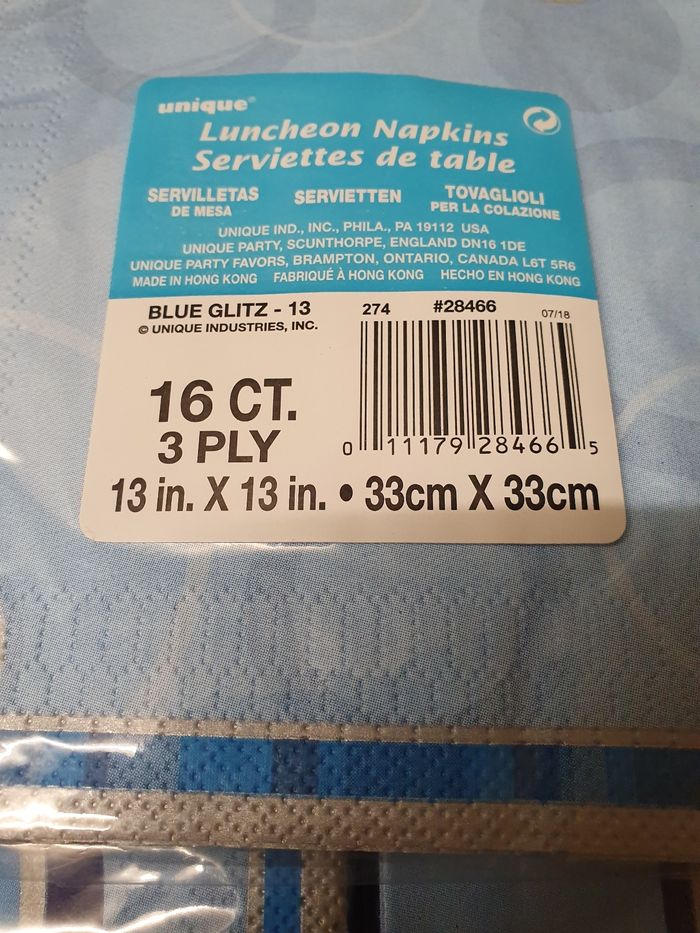 unique®
Luncheon Napkins
Serviettes de table
SERVILLETAS DE MESA
SERVIETTEN
TOVAGLIOLI PER LA COLAZIONE
UNIQUE IND., INC., PHILA., PA 19112 USA
UNIQUE PARTY, SCUNTHORPE, ENGLAND DN16 1DE
UNIQUE PARTY FAVORS, BRAMPTON, ONTARIO, CANADA L6T 5R6
MADE IN HONG KONG FABRIQUÉ À HONG KONG HECHO EN HONG KONG
BLUE GLITZ - 13
© UNIQUE INDUSTRIES, INC.
274 #28466 07/18
16 CT.
3 PLY
0 11179 28466 5
13 in. X 13 in. • 33cm X 33cm